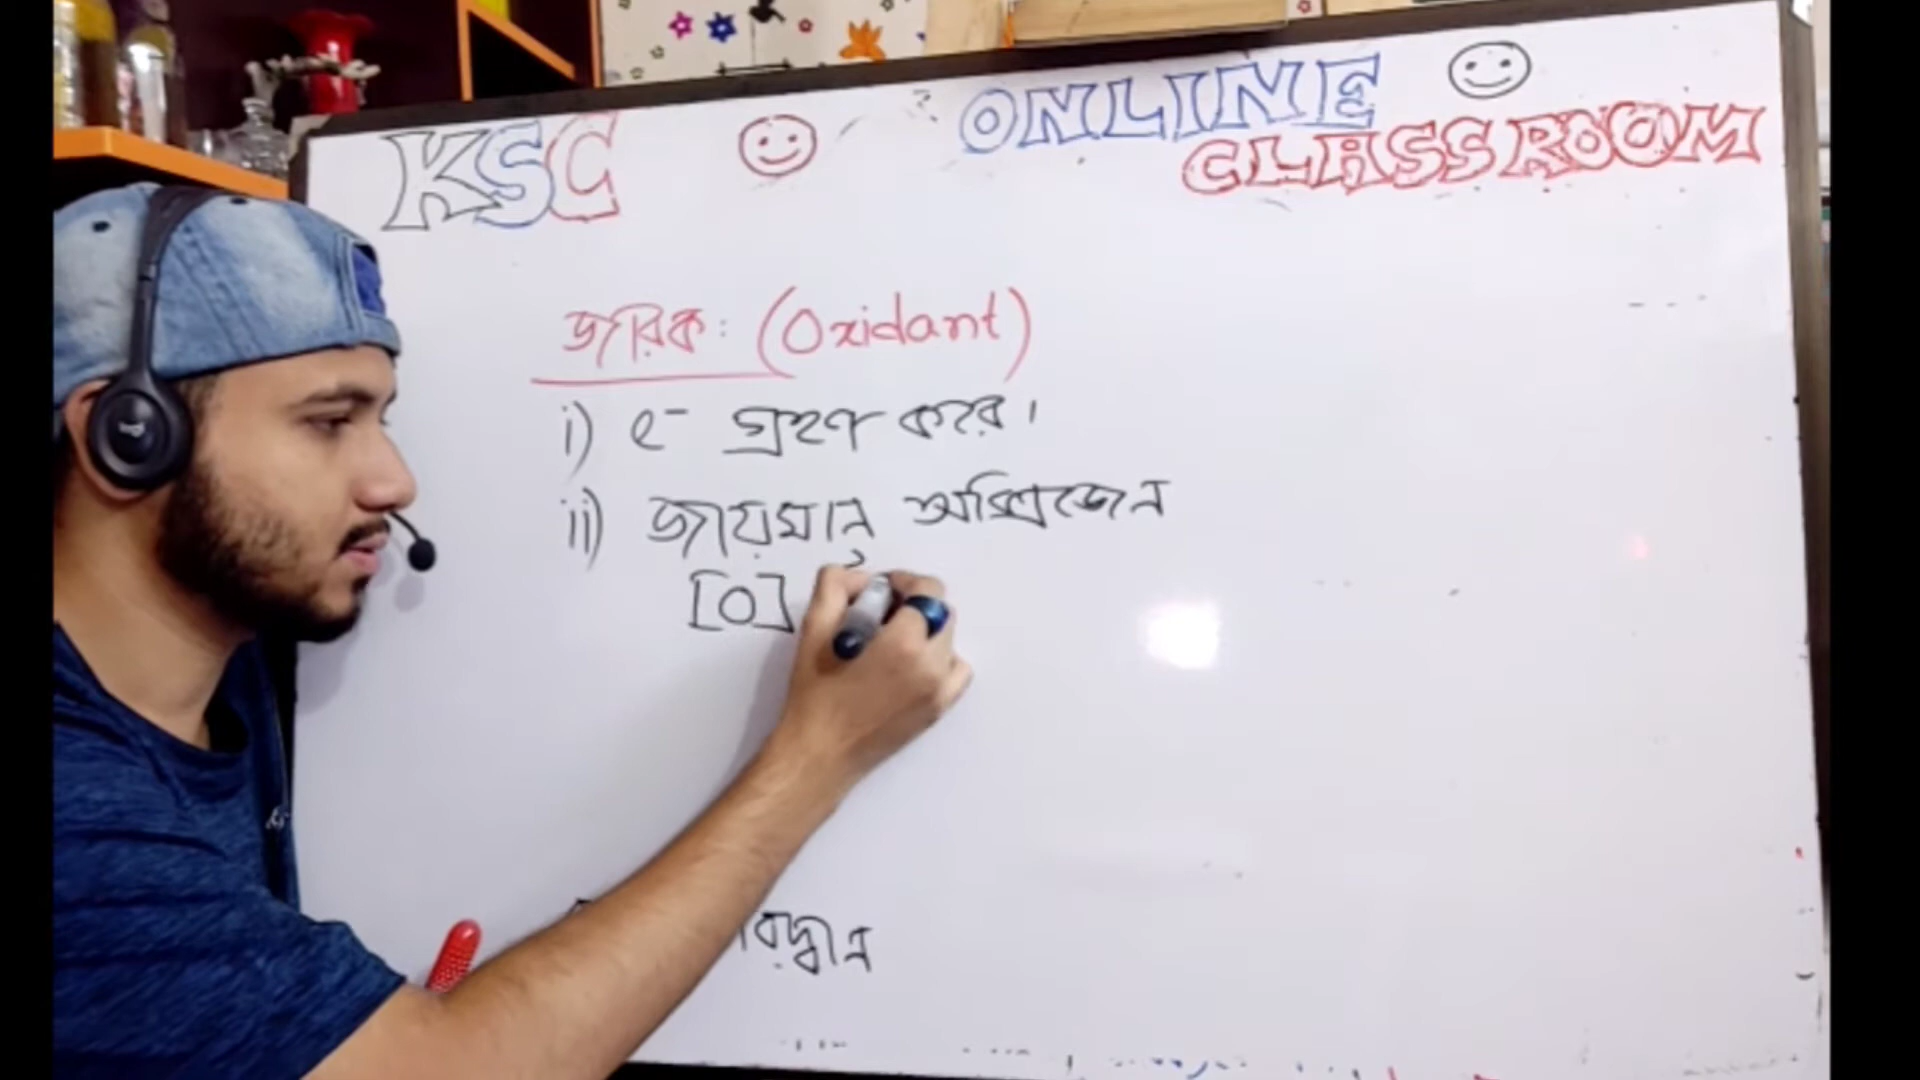 KSC
ONLINE
CLASSROOM
জারক: (Oxidant)
i) e⁻ গ্রহণ করে।
ii) জায়মান অক্সিজেন
[O]